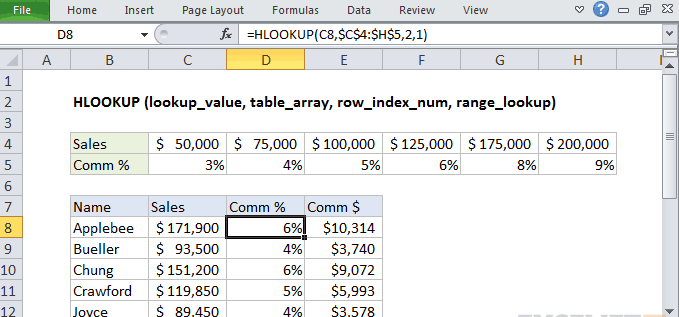 File Home Insert Page Layout Formulas Data Review View
D8 fx =HLOOKUP(C8,$C$4:$H$5,2,1)
A B C D E F G H
1
2 HLOOKUP (lookup_value, table_array, row_index_num, range_lookup)
3
4 Sales $ 50,000 $ 75,000 $ 100,000 $ 125,000 $ 175,000 $ 200,000
5 Comm % 3% 4% 5% 6% 8% 9%
6
7 Name Sales Comm % Comm $
8 Applebee $ 171,900 6% $10,314
9 Bueller $ 93,500 4% $3,740
10 Chung $ 151,200 6% $9,072
11 Crawford $ 119,850 5% $5,993
12 Joyce $ 89,450 4% $3,578